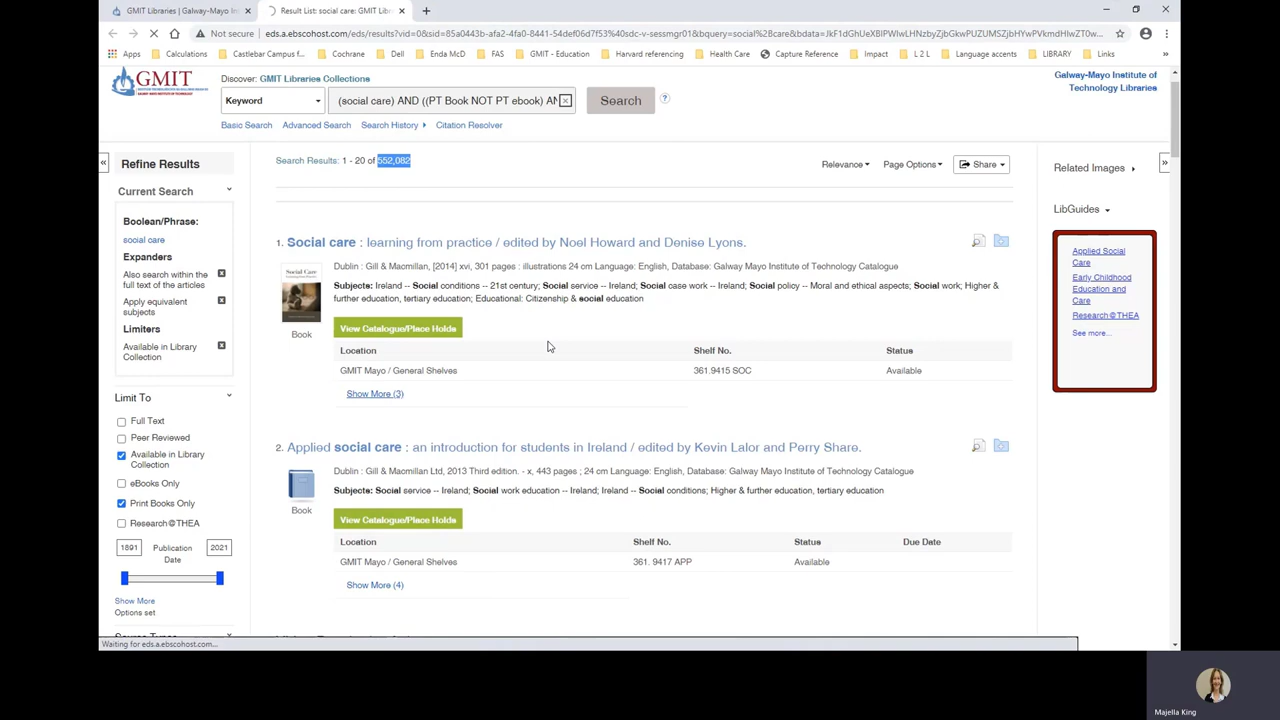 GMIT Libraries | Galway-Mayo In
Result List: social care: GMIT Libr
Not secure | eds.a.ebscohost.com/eds/results?vid=0&sid=85a0443b-afa2-4fa0-8441-54def06d7f53%40sdc-v-sessmgr01&bquery=social%28care&bdata=
Apps Calculations Castlebar Campus f... Cochrane Dell Enda McD FAS GMIT - Education Harvard referencing Health Care Capture Reference Impact L 2 L Language accents LIBRARY Links »
GMIT
Discover: GMIT Libraries Collections
Galway-Mayo Institute of
Technology Libraries
Keyword (social care) AND ((PT Book NOT PT ebook) AN Search ?
Basic Search Advanced Search Search History Citation Resolver
« Refine Results
Search Results: 1 - 20 of 552,082
Relevance Page Options Share
Related Images
»
Current Search
Boolean/Phrase:
social care
Expanders
Also search within the
full text of the articles
Apply equivalent
subjects
Limiters
Available in Library
Collection
Limit To
Full Text
Peer Reviewed
Available in Library
Collection
eBooks Only
Print Books Only
Research@THEA
1891 Publication 2021
Date
Show More
Options set
1. Social care : learning from practice / edited by Noel Howard and Denise Lyons.
Dublin : Gill & Macmillan, [2014] xvi, 301 pages : illustrations 24 cm Language: English, Database: Galway Mayo Institute of Technology Catalogue
Subjects: Ireland -- Social conditions -- 21st century; Social service -- Ireland; Social case work -- Ireland; Social policy -- Moral and ethical aspects; Social work; Higher &
further education, tertiary education; Educational: Citizenship & social education
Social Care
Book
View Catalogue/Place Holds
Location Shelf No. Status
GMIT Mayo / General Shelves 361.9415 SOC Available
Show More (3)
2. Applied social care : an introduction for students in Ireland / edited by Kevin Lalor and Perry Share.
Dublin : Gill & Macmillan Ltd, 2013 Third edition. - x, 443 pages ; 24 cm Language: English, Database: Galway Mayo Institute of Technology Catalogue
Subjects: Social service -- Ireland; Social work education -- Ireland; Ireland -- Social conditions; Higher & further education, tertiary education
Book
View Catalogue/Place Holds
Location Shelf No. Status Due Date
GMIT Mayo / General Shelves 361. 9417 APP Available
Show More (4)
LibGuides
Applied Social
Care
Early Childhood
Education and
Care
Research@THEA
See more...
Waiting for eds.a.ebscohost.com...
Majella King